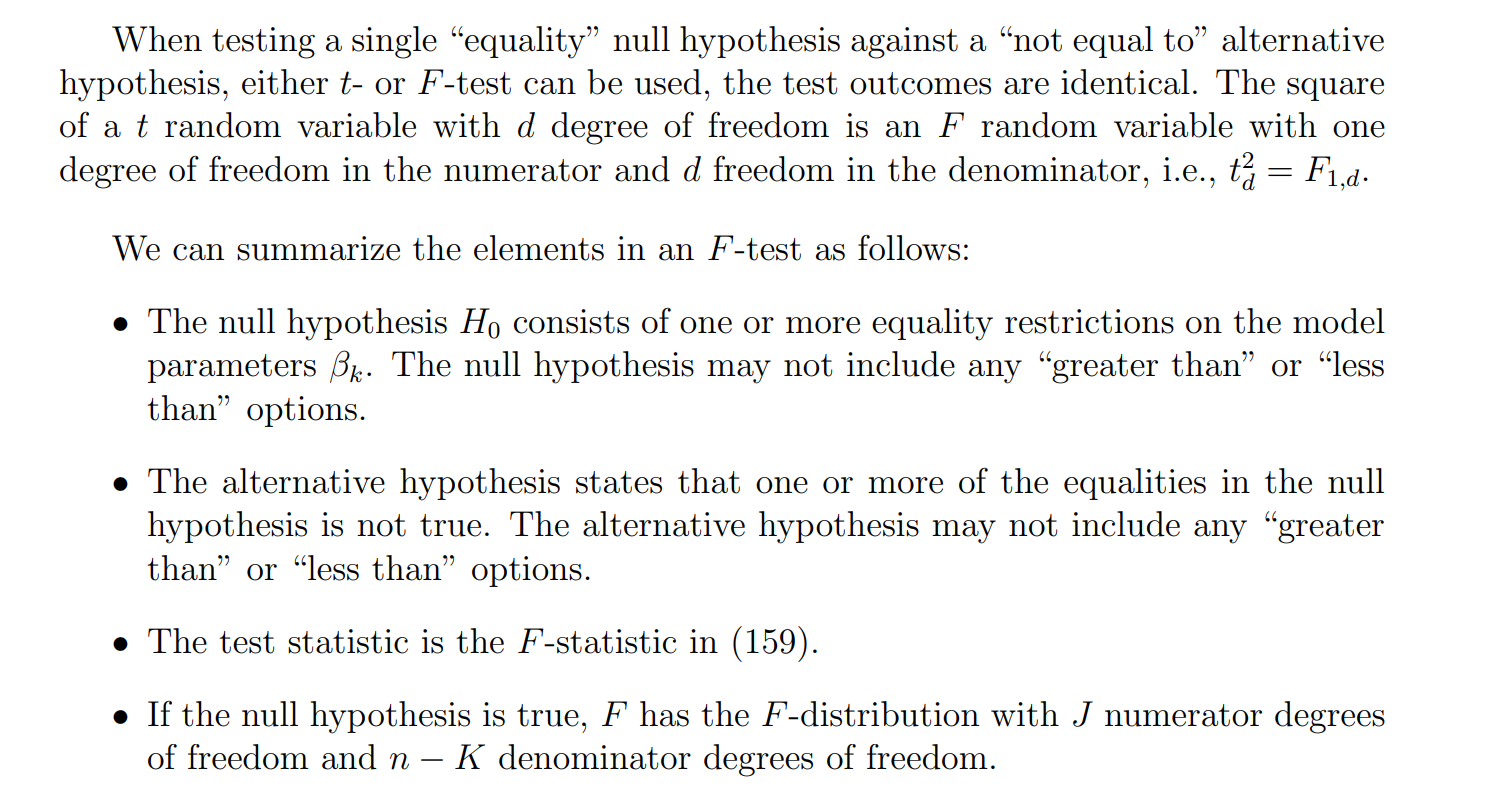 When testing a single “equality” null hypothesis against a “not equal to” alternative
hypothesis, either t- or F-test can be used, the test outcomes are identical. The square
of a t random variable with d degree of freedom is an F random variable with one
degree of freedom in the numerator and d freedom in the denominator, i.e., $t_d^2 = F_{1,d}$.
We can summarize the elements in an F-test as follows:
• The null hypothesis $H_0$ consists of one or more equality restrictions on the model
parameters $\beta_k$. The null hypothesis may not include any “greater than” or “less
than” options.
• The alternative hypothesis states that one or more of the equalities in the null
hypothesis is not true. The alternative hypothesis may not include any “greater
than” or “less than” options.
• The test statistic is the F-statistic in (159).
• If the null hypothesis is true, F has the F-distribution with J numerator degrees
of freedom and n − K denominator degrees of freedom.